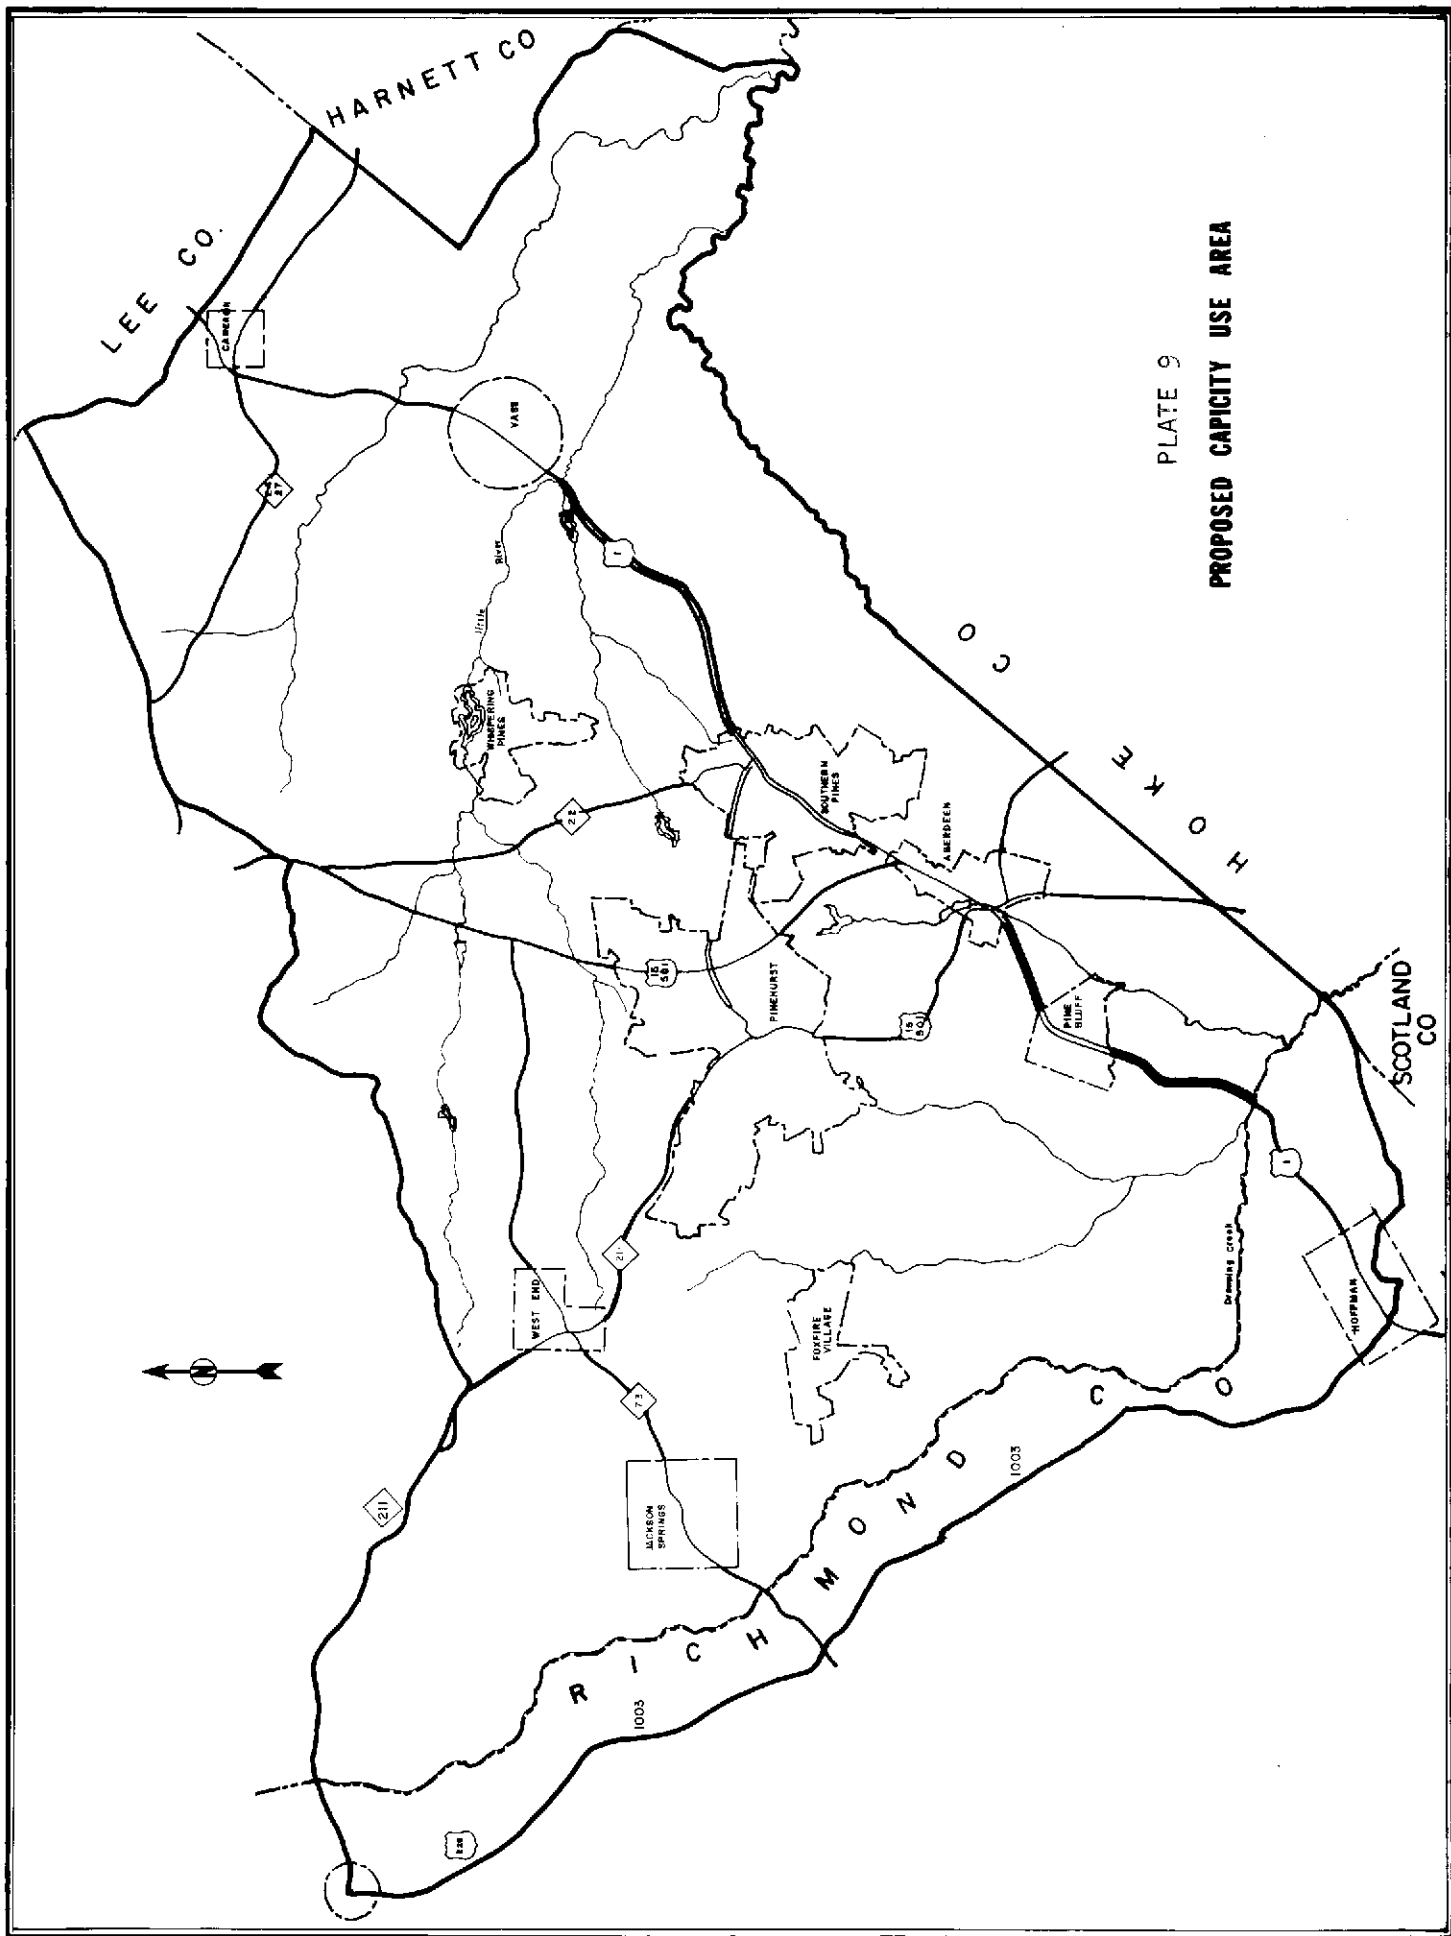 HARNETT CO
LEE CO.
CAMERON
24
27
VASS
Little River
1
WHISPERING
PINES
22
SOUTHERN
PINES
ABERDEEN
HOKE CO
15
501
PINEHURST
15
501
PINE
BLUFF
SCOTLAND
CO
N
WEST END
211
73
211
JACKSON
SPRINGS
FOXFIRE
VILLAGE
Drowning Creek
1
HOFFMAN
RICHMOND CO
1003
1003
220
PLATE 9
PROPOSED CAPICITY USE AREA